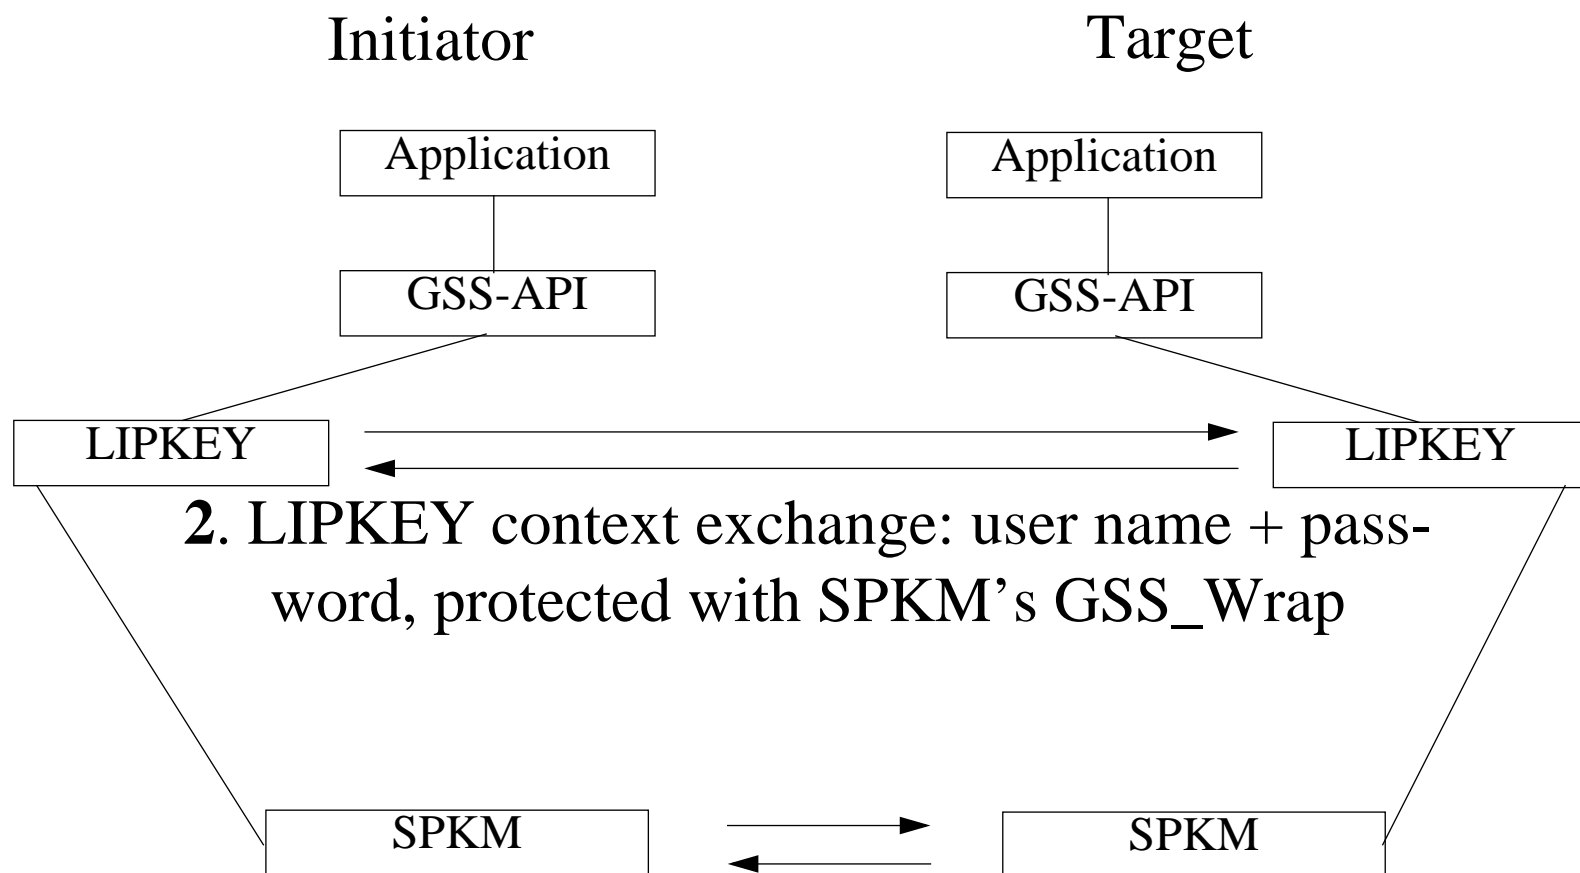 Initiator
Target
Application
Application
GSS-API
GSS-API
LIPKEY
LIPKEY
2. LIPKEY context exchange: user name + pass-
word, protected with SPKM’s GSS_Wrap
SPKM
SPKM